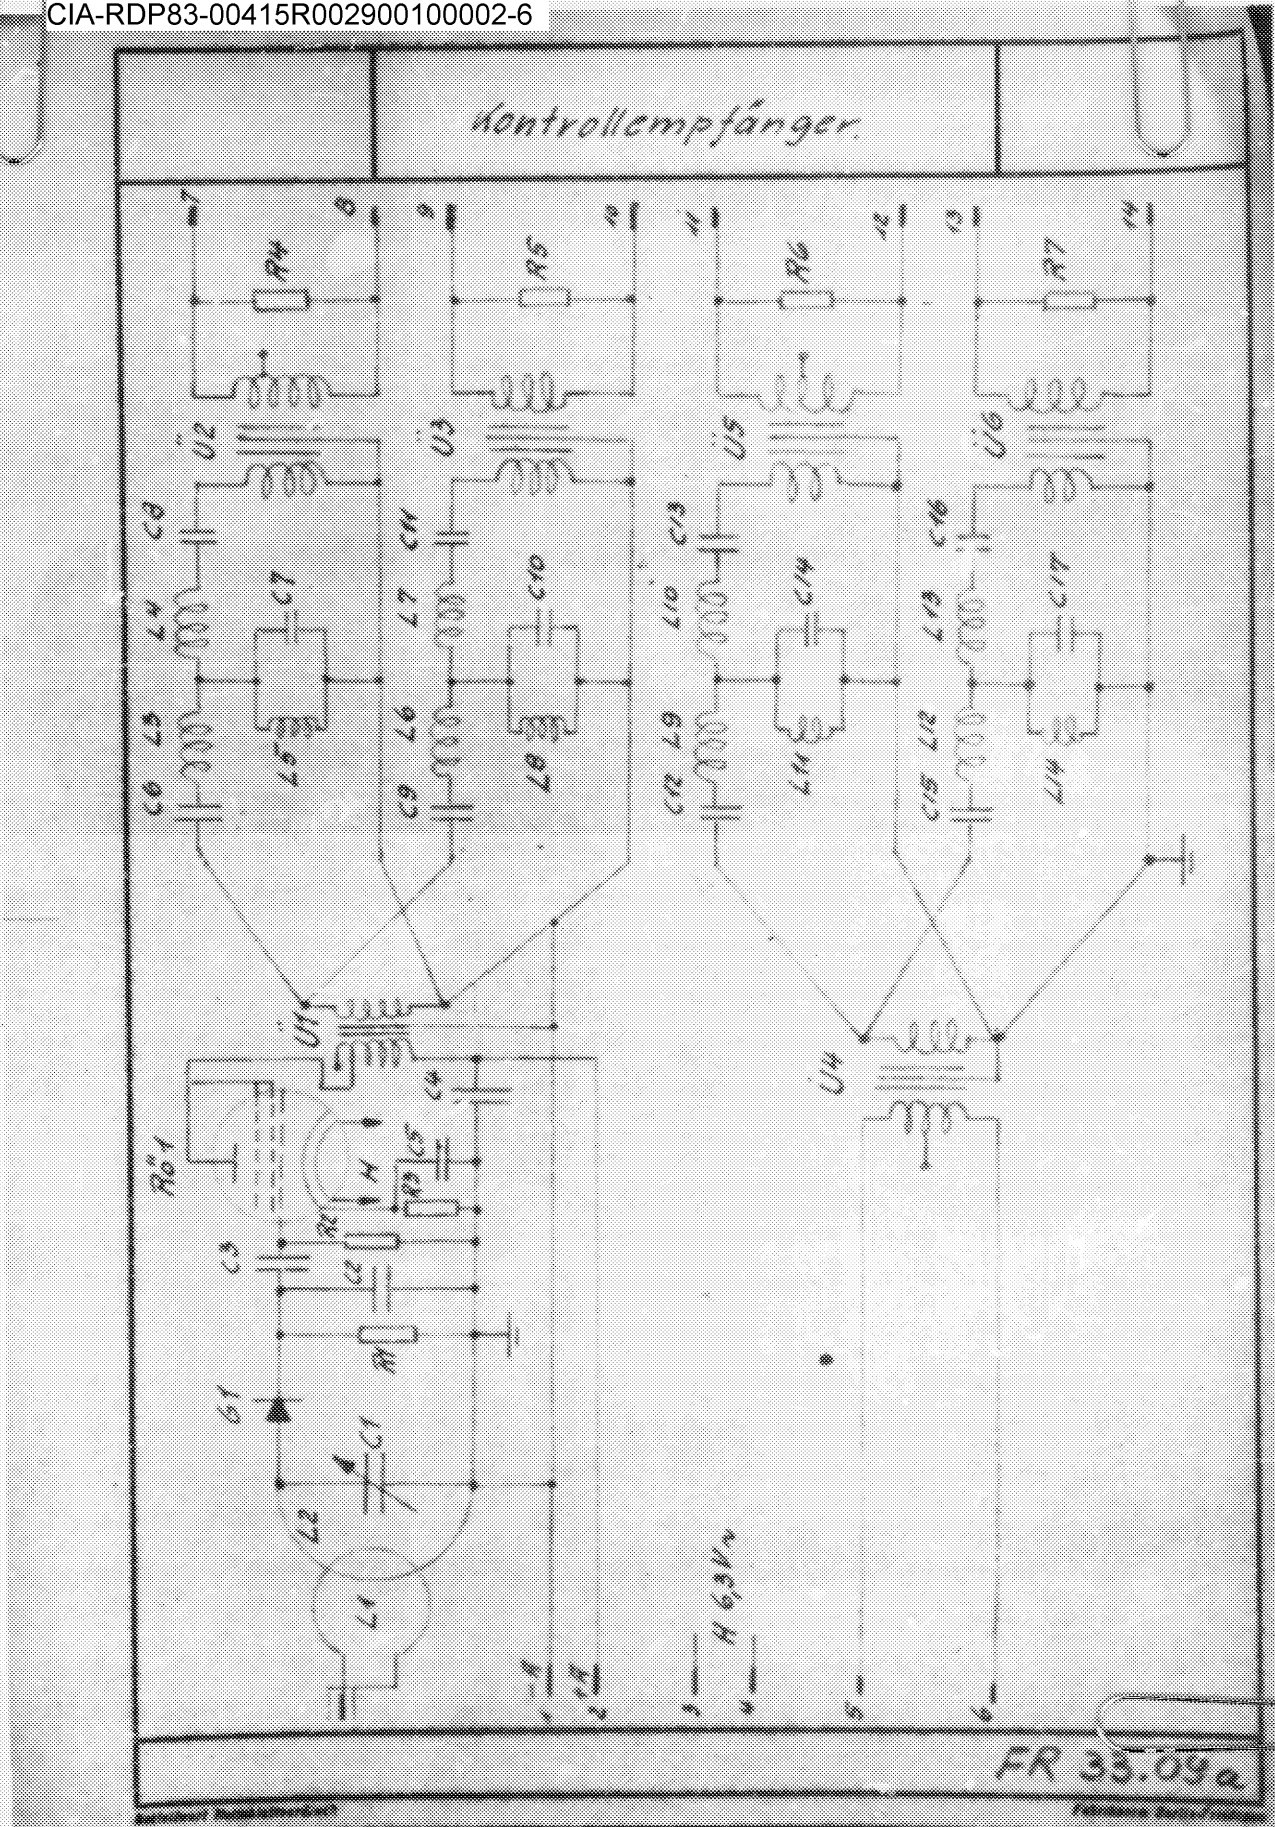 CIA-RDP83-00415R002900100002-6
Kontrollempfänger.
7
8
9
10
11
12
13
14
R4
R5
R6
R7
Ü2
Ü3
Ü5
Ü6
C8
C11
C13
C16
L4
C7
L7
C10
L10
C14
L13
C17
C6
L3
L5
C9
L6
L8
C12
L9
L11
C15
L12
L14
Ü1
Ü4
Rö1
C4
C5
H
R3
R2
C3
C2
R1
G1
C1
L2
L1
H 6,3V~
-A
+A
1
2
3
4
5
6
FR 33.04a